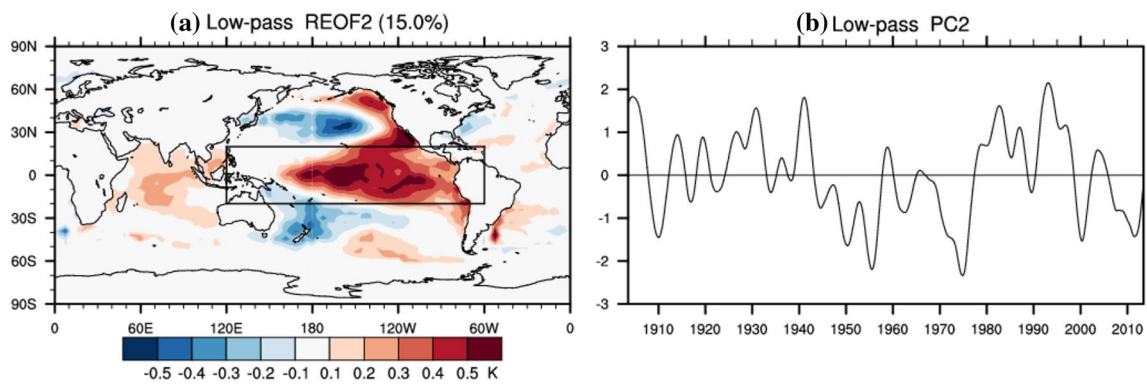 (a) Low-pass REOF2 (15.0%)
90N
60N
30N
0
30S
60S
90S
0 60E 120E 180 120W 60W 0
-0.5 -0.4 -0.3 -0.2 -0.1 0.1 0.2 0.3 0.4 0.5 K
(b) Low-pass PC2
3
2
1
0
-1
-2
-3
1910 1920 1930 1940 1950 1960 1970 1980 1990 2000 2010